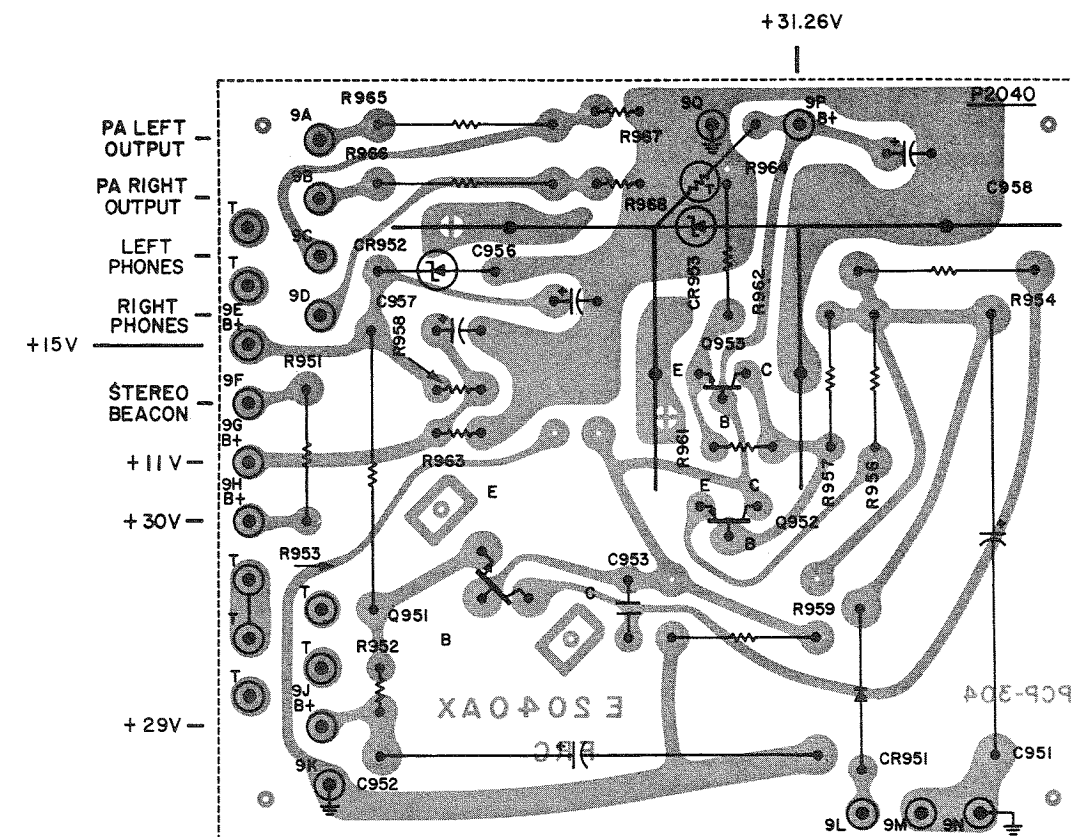 +31.26V
P2040
R965
9A
9Q
9P
B+
PA LEFT
OUTPUT
R966
R967
R964
9B
PA RIGHT
OUTPUT
R968
C958
T
9C
LEFT
PHONES
CR952
C956
T
9D
C957
CR953
R962
R954
RIGHT
PHONES
9E
B+
R958
+15V
R951
Q953
E
C
9F
STEREO
BEACON
B
9G
B+
R963
R961
R957
R956
+11V
9H
B+
E
E
C
+30V
Q952
B
R953
C953
T
T
C
R959
Q951
T
B
R952
T
T
9J
B+
E2040AX
PCP-304
+29V
CR951
C951
9K
C952
9L
9M
9N